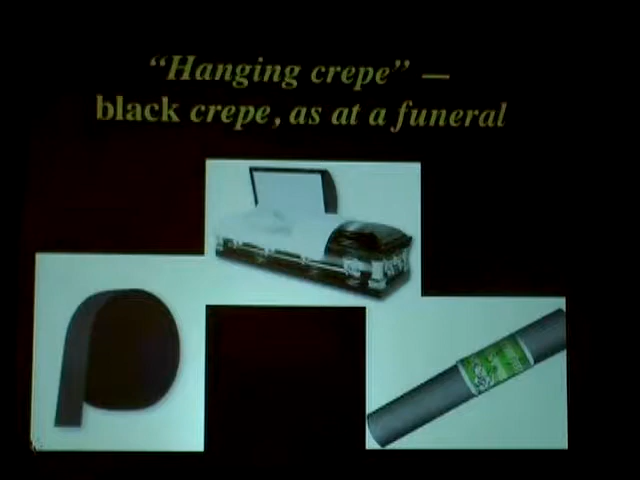 “Hanging crepe” —
black crepe, as at a funeral